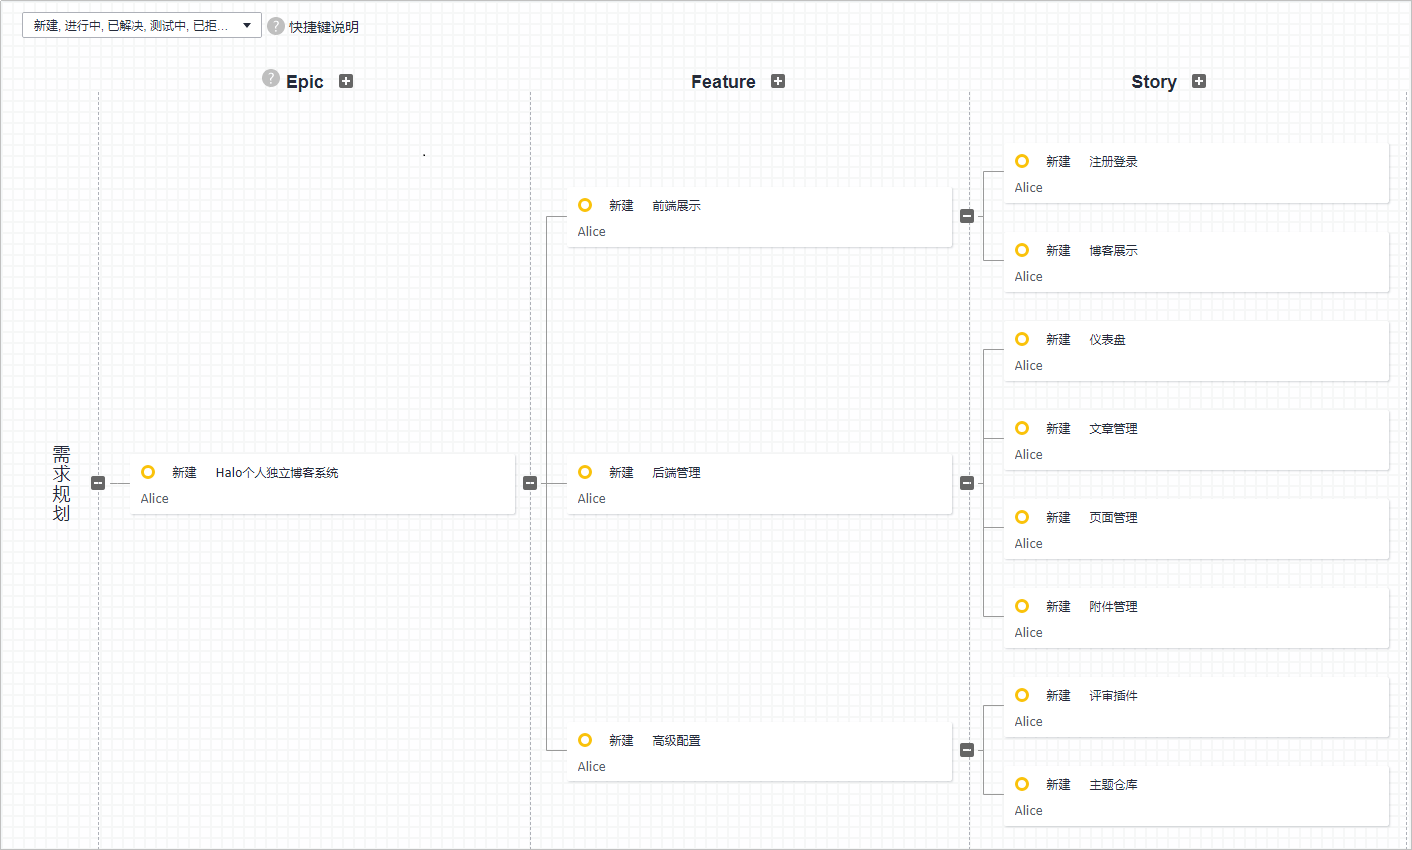 新建, 进行中, 已解决, 测试中, 已拒...
? 快捷键说明
? Epic
Feature
Story
新建 注册登录
Alice
新建 前端展示
Alice
新建 博客展示
Alice
新建 仪表盘
Alice
新建 文章管理
Alice
需求规划
新建 Halo个人独立博客系统
Alice
新建 后端管理
Alice
新建 页面管理
Alice
新建 附件管理
Alice
新建 评审插件
Alice
新建 高级配置
Alice
新建 主题仓库
Alice